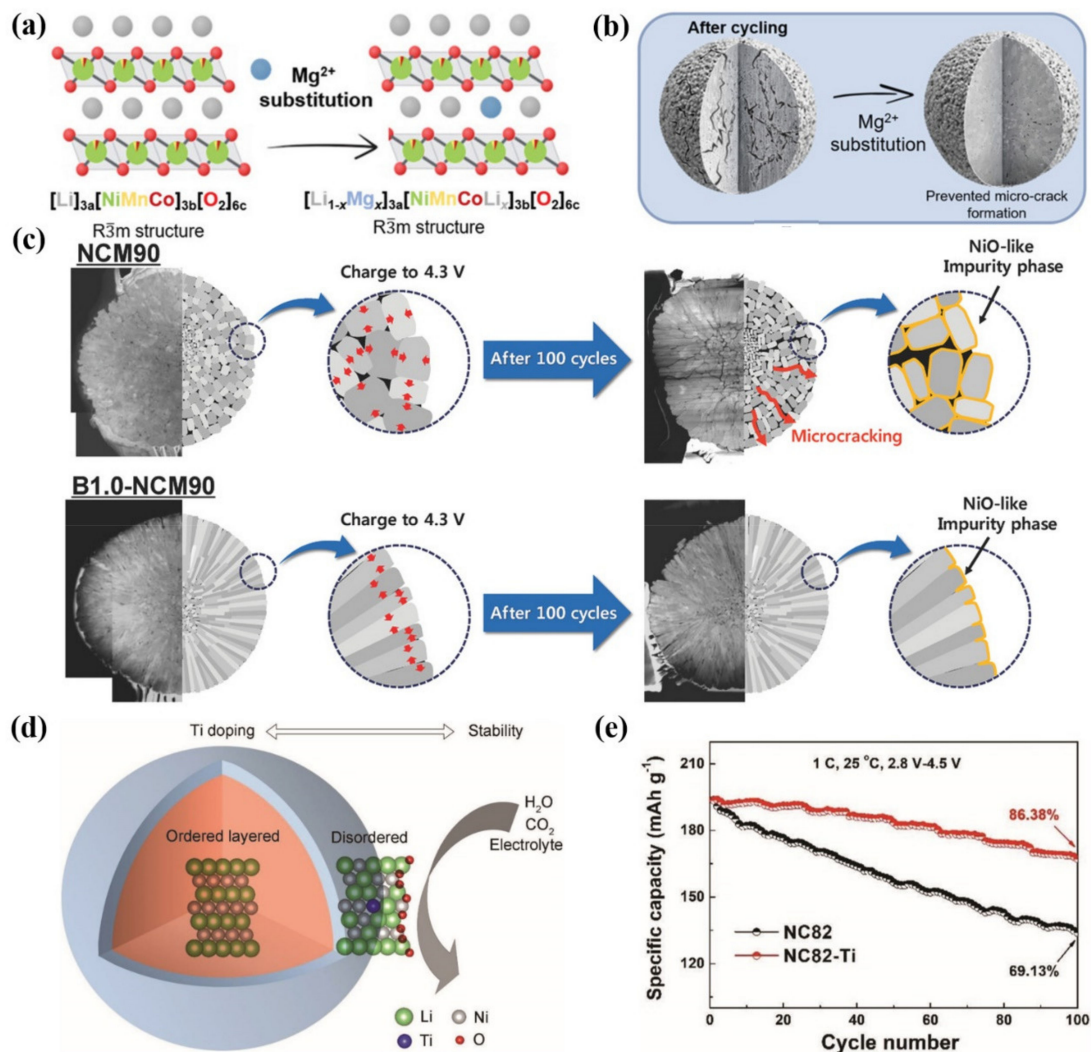 (a)
Mg²⁺
substitution
[Li]₃ₐ[NiMnCo]₃b[O₂]₆c
R3̅m structure
[Li₁₋ₓMgₓ]₃ₐ[NiMnCoLiₓ]₃b[O₂]₆c
R3̅m structure
(b)
After cycling
Mg²⁺
substitution
Prevented micro-crack
formation
(c)
NCM90
Charge to 4.3 V
After 100 cycles
Microcracking
NiO-like
Impurity phase
B1.0-NCM90
Charge to 4.3 V
After 100 cycles
NiO-like
Impurity phase
(d)
Ti doping
Stability
Ordered layered
Disordered
H₂O
CO₂
Electrolyte
Li
Ni
Ti
O
(e)
Specific capacity (mAh g⁻¹)
210
180
150
130
1 C, 25 °C, 2.8 V-4.5 V
86.38%
NC82
NC82-Ti
69.13%
0
20
40
60
80
100
Cycle number